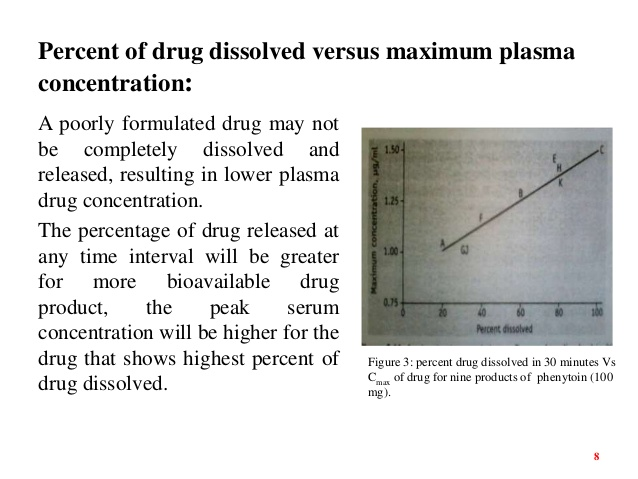 Percent of drug dissolved versus maximum plasma
concentration:
A poorly formulated drug may not
be completely dissolved and
released, resulting in lower plasma
drug concentration.
The percentage of drug released at
any time interval will be greater
for more bioavailable drug
product, the peak serum
concentration will be higher for the
drug that shows highest percent of
drug dissolved.
Maximum concentration, µg/ml
1.50
1.25
1.00
0.75
A
GJ
F
B
E
H
K
C
0 20 40 60 80 100
Percent dissolved
Figure 3: percent drug dissolved in 30 minutes Vs
Cmax of drug for nine products of phenytoin (100
mg).
8